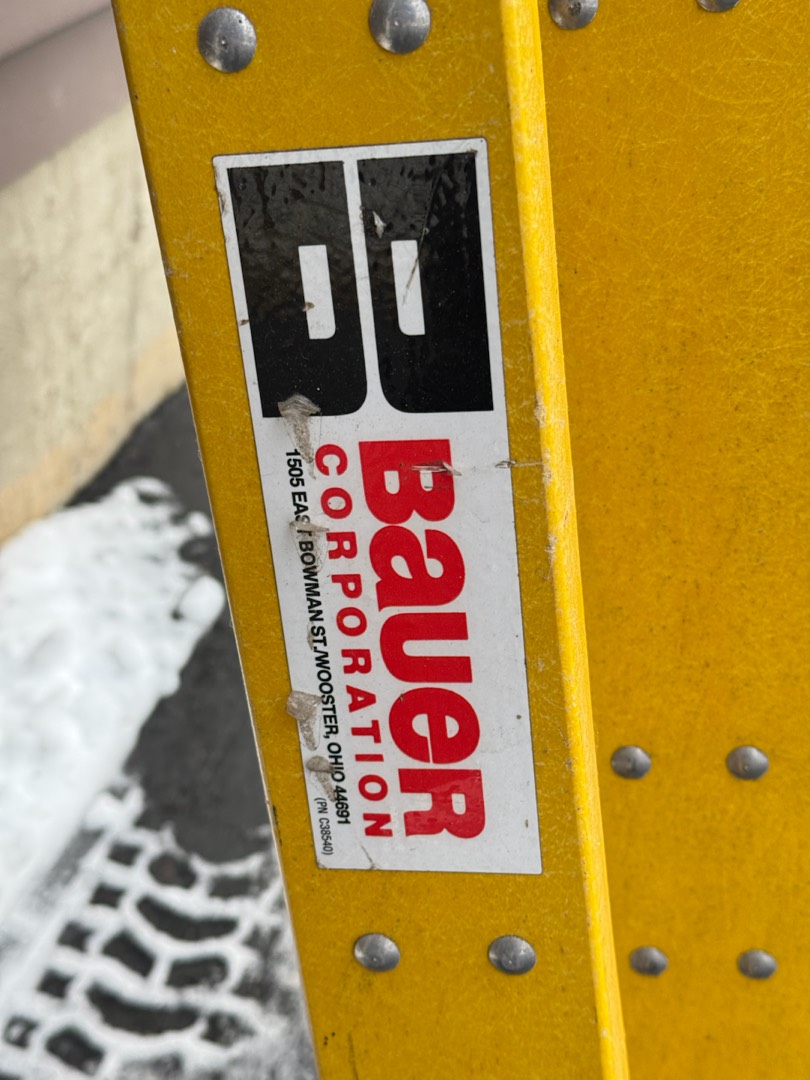 B
BaUeR
CORPORATION
1505 EAST BOWMAN ST./WOOSTER, OHIO 44691
(PN C38540)